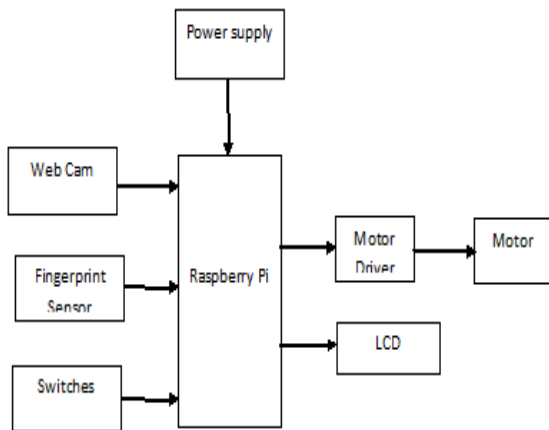 Power supply
Web Cam
Fingerprint
Sensor
Switches
Raspberry Pi
Motor
Driver
Motor
LCD